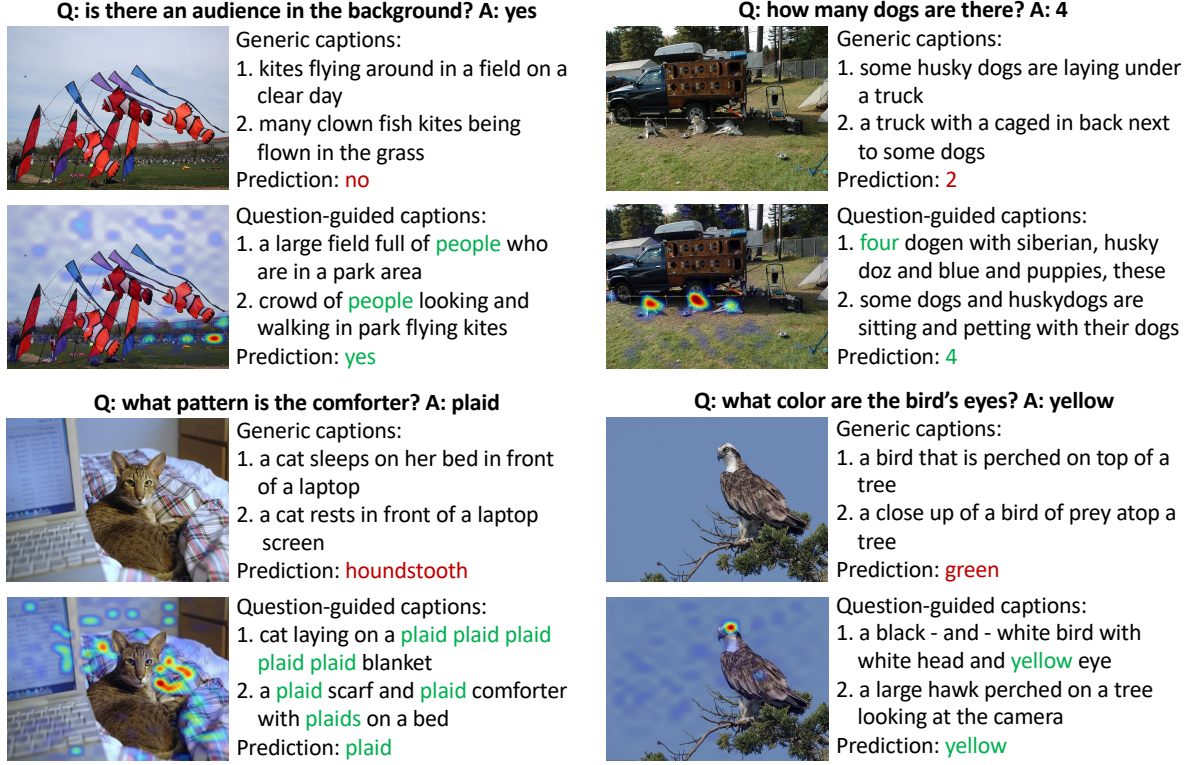 Q: is there an audience in the background? A: yes
Generic captions:
1. kites flying around in a field on a
clear day
2. many clown fish kites being
flown in the grass
Prediction: no
Question-guided captions:
1. a large field full of people who
are in a park area
2. crowd of people looking and
walking in park flying kites
Prediction: yes
Q: how many dogs are there? A: 4
Generic captions:
1. some husky dogs are laying under
a truck
2. a truck with a caged in back next
to some dogs
Prediction: 2
Question-guided captions:
1. four dogen with siberian, husky
doz and blue and puppies, these
2. some dogs and huskydogs are
sitting and petting with their dogs
Prediction: 4
Q: what pattern is the comforter? A: plaid
Generic captions:
1. a cat sleeps on her bed in front
of a laptop
2. a cat rests in front of a laptop
screen
Prediction: houndstooth
Question-guided captions:
1. cat laying on a plaid plaid plaid
plaid plaid blanket
2. a plaid scarf and plaid comforter
with plaids on a bed
Prediction: plaid
Q: what color are the bird’s eyes? A: yellow
Generic captions:
1. a bird that is perched on top of a
tree
2. a close up of a bird of prey atop a
tree
Prediction: green
Question-guided captions:
1. a black - and - white bird with
white head and yellow eye
2. a large hawk perched on a tree
looking at the camera
Prediction: yellow